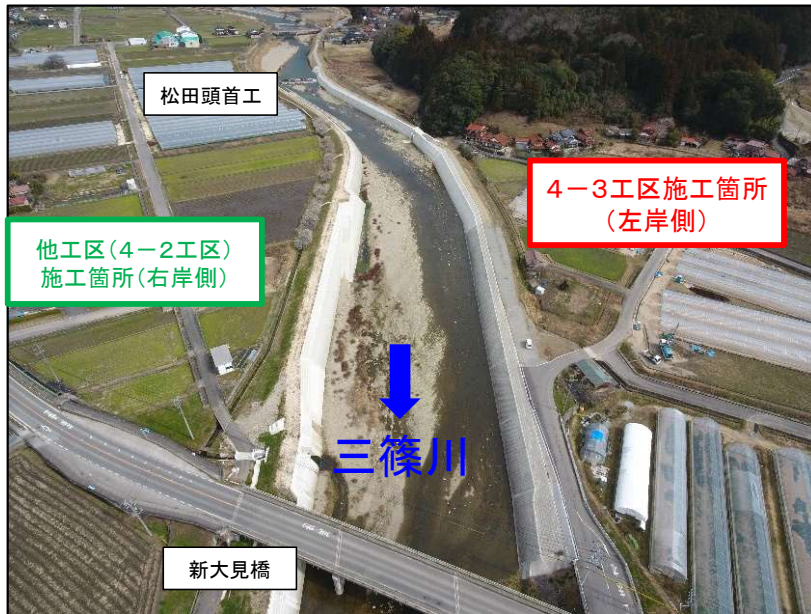 松田頭首工
4-3工区施工箇所
(左岸側)
他工区(4-2工区)
施工箇所(右岸側)
三篠川
新大見橋